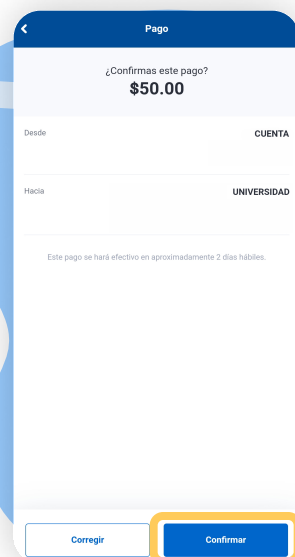 Pago
¿Confirmas este pago?
$50.00
Desde CUENTA
Hacia UNIVERSIDAD
Este pago se hará efectivo en aproximadamente 2 días hábiles.
Corregir Confirmar